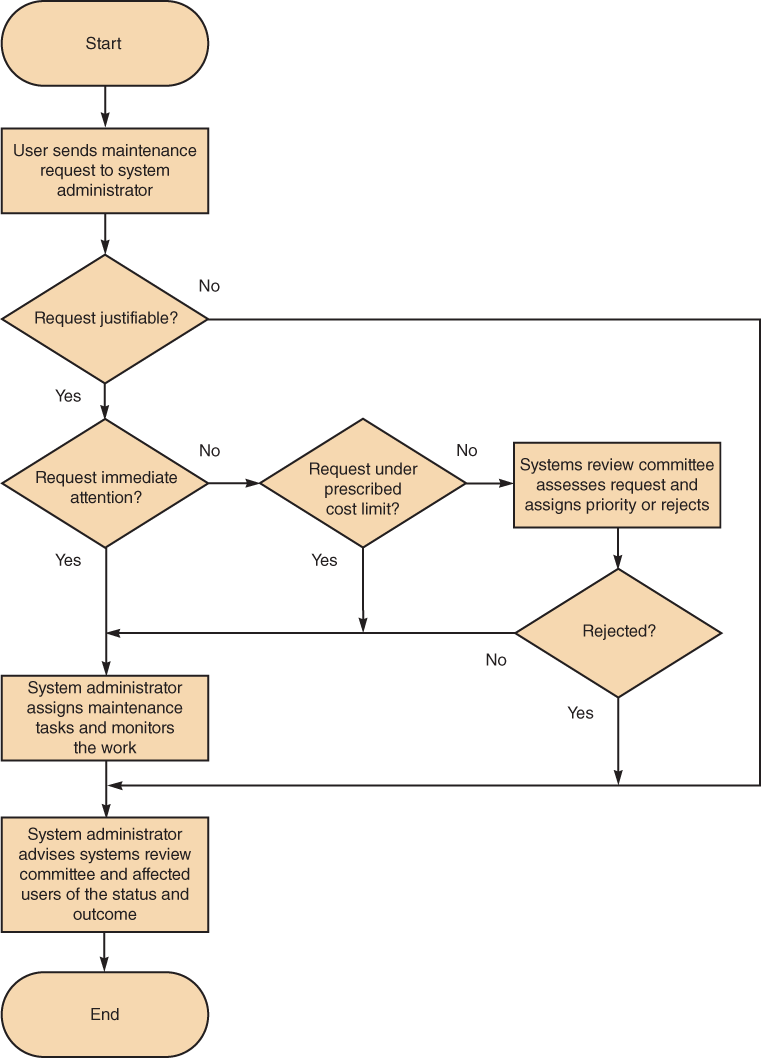 Start
User sends maintenance
request to system
administrator
No
Request justifiable?
Yes
No
Request immediate
attention?
Yes
Request under
prescribed
cost limit?
No
Yes
Systems review committee
assesses request and
assigns priority or rejects
Rejected?
No
Yes
System administrator
assigns maintenance
tasks and monitors
the work
System administrator
advises systems review
committee and affected
users of the status and
outcome
End